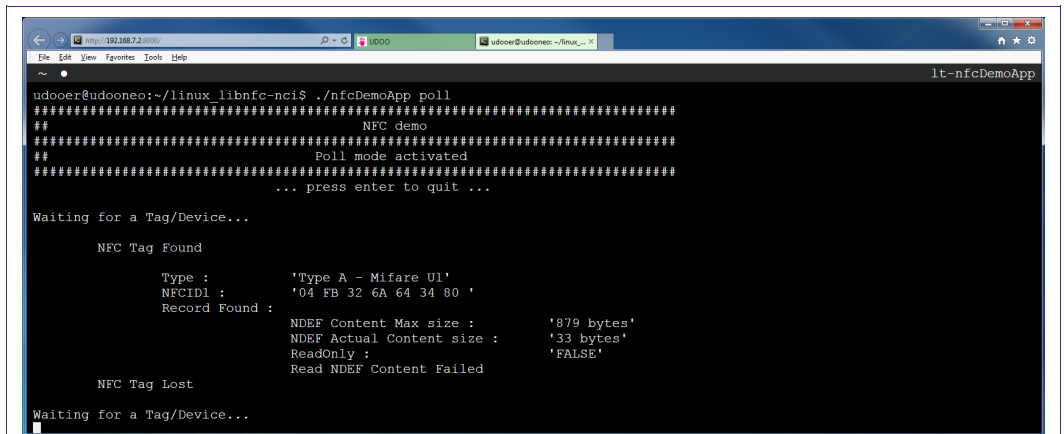 http://192.168.7.2:8000/
UDOO
udooer@udooneo: ~/linux_...
File Edit View Favorites Tools Help
~ lt-nfcDemoApp
udooer@udooneo:~/linux_libnfc-nci$ ./nfcDemoApp poll
##############################################################################
## NFC demo
##############################################################################
## Poll mode activated
##############################################################################
... press enter to quit ...
Waiting for a Tag/Device...
NFC Tag Found
Type : 'Type A - Mifare Ul'
NFCID1 : '04 FB 32 6A 64 34 80 '
Record Found :
NDEF Content Max size : '879 bytes'
NDEF Actual Content size : '33 bytes'
ReadOnly : 'FALSE'
Read NDEF Content Failed
NFC Tag Lost
Waiting for a Tag/Device...